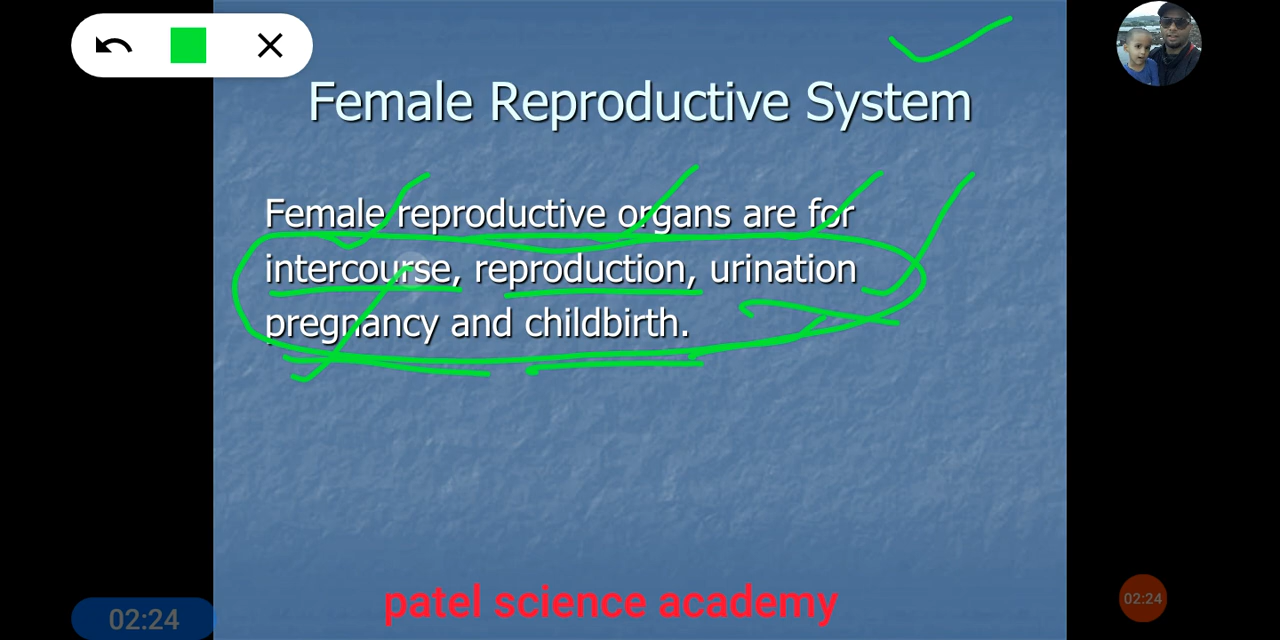 Female Reproductive System
Female reproductive organs are for
intercourse, reproduction, urination
pregnancy and childbirth.
patel science academy
02:24
02:24